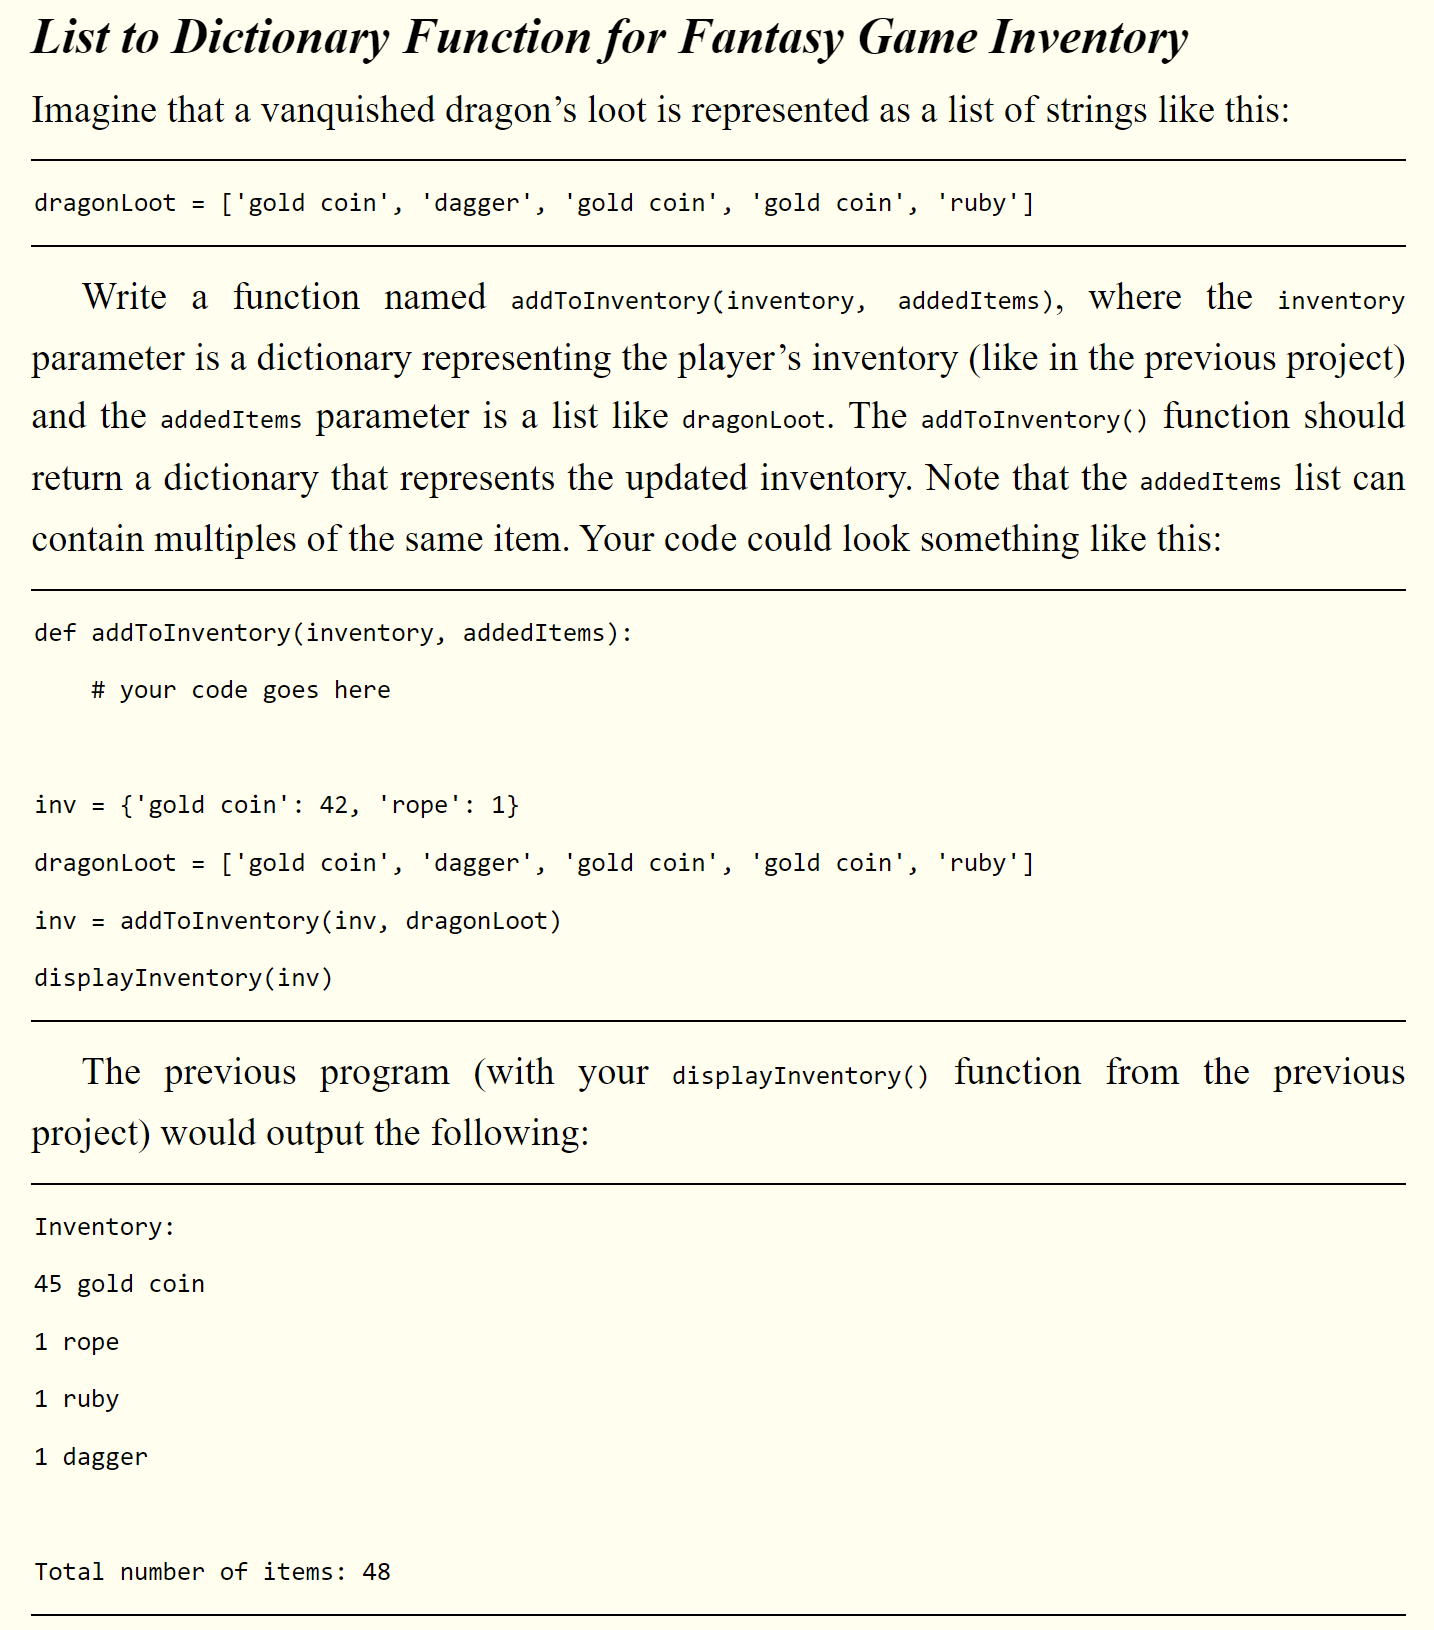 List to Dictionary Function for Fantasy Game Inventory
Imagine that a vanquished dragon’s loot is represented as a list of strings like this:
dragonLoot = ['gold coin', 'dagger', 'gold coin', 'gold coin', 'ruby']
Write a function named addToInventory(inventory, addedItems), where the inventory
parameter is a dictionary representing the player’s inventory (like in the previous project)
and the addedItems parameter is a list like dragonLoot. The addToInventory() function should
return a dictionary that represents the updated inventory. Note that the addedItems list can
contain multiples of the same item. Your code could look something like this:
def addToInventory(inventory, addedItems):
    # your code goes here
inv = {'gold coin': 42, 'rope': 1}
dragonLoot = ['gold coin', 'dagger', 'gold coin', 'gold coin', 'ruby']
inv = addToInventory(inv, dragonLoot)
displayInventory(inv)
The previous program (with your displayInventory() function from the previous
project) would output the following:
Inventory:
45 gold coin
1 rope
1 ruby
1 dagger
Total number of items: 48